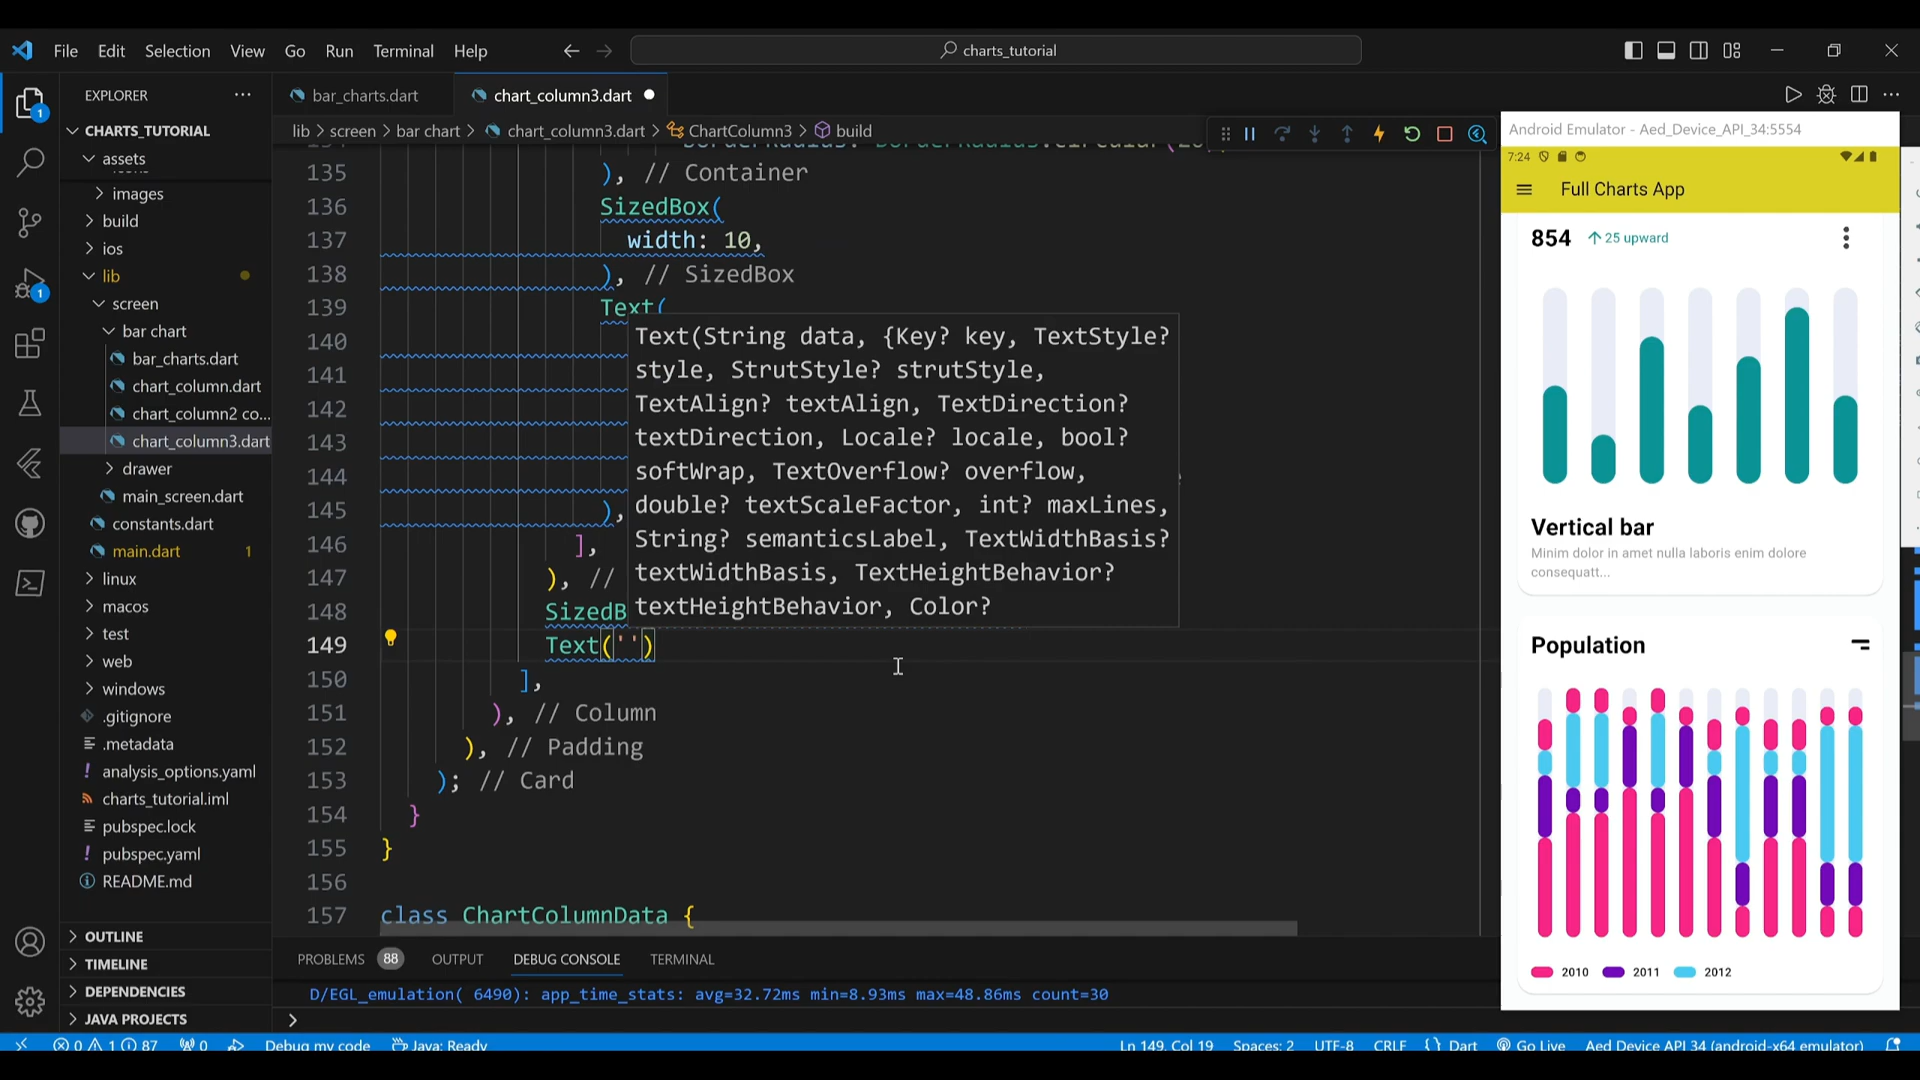 File Edit Selection View Go Run Terminal Help
charts_tutorial
EXPLORER
bar_charts.dart
chart_column3.dart
CHARTS_TUTORIAL
lib > screen > bar chart > chart_column3.dart > ChartColumn3 > build
assets
images
build
ios
lib
screen
bar chart
bar_charts.dart
chart_column.dart
chart_column2 co...
chart_column3.dart
drawer
main_screen.dart
constants.dart
main.dart 1
linux
macos
test
web
windows
.gitignore
.metadata
analysis_options.yaml
charts_tutorial.iml
pubspec.lock
pubspec.yaml
README.md
OUTLINE
TIMELINE
DEPENDENCIES
JAVA PROJECTS
135 ), // Container
136 SizedBox(
137 width: 10,
138 ), // SizedBox
139 Text(
140
141
142
143
144
145 ),
146 ],
147 ), //
148 SizedB
149 Text('')
150 ],
151 ), // Column
152 ), // Padding
153 ); // Card
154 }
155 }
156
157 class ChartColumnData {
Text(String data, {Key? key, TextStyle?
style, StrutStyle? strutStyle,
TextAlign? textAlign, TextDirection?
textDirection, Locale? locale, bool?
softWrap, TextOverflow? overflow,
double? textScaleFactor, int? maxLines,
String? semanticsLabel, TextWidthBasis?
textWidthBasis, TextHeightBehavior?
textHeightBehavior, Color?
PROBLEMS 88 OUTPUT DEBUG CONSOLE TERMINAL
D/EGL_emulation( 6490): app_time_stats: avg=32.72ms min=8.93ms max=48.86ms count=30
0 1 87 0 Debug my code Java: Ready
Ln 149, Col 19 Spaces: 2 UTF-8 CRLF {} Dart Go Live Aed Device API 34 (android-x64 emulator)
Android Emulator - Aed_Device_API_34:5554
7:24
Full Charts App
854 25 upward
Vertical bar
Minim dolor in amet nulla laboris enim dolore
consequatt...
Population
2010 2011 2012